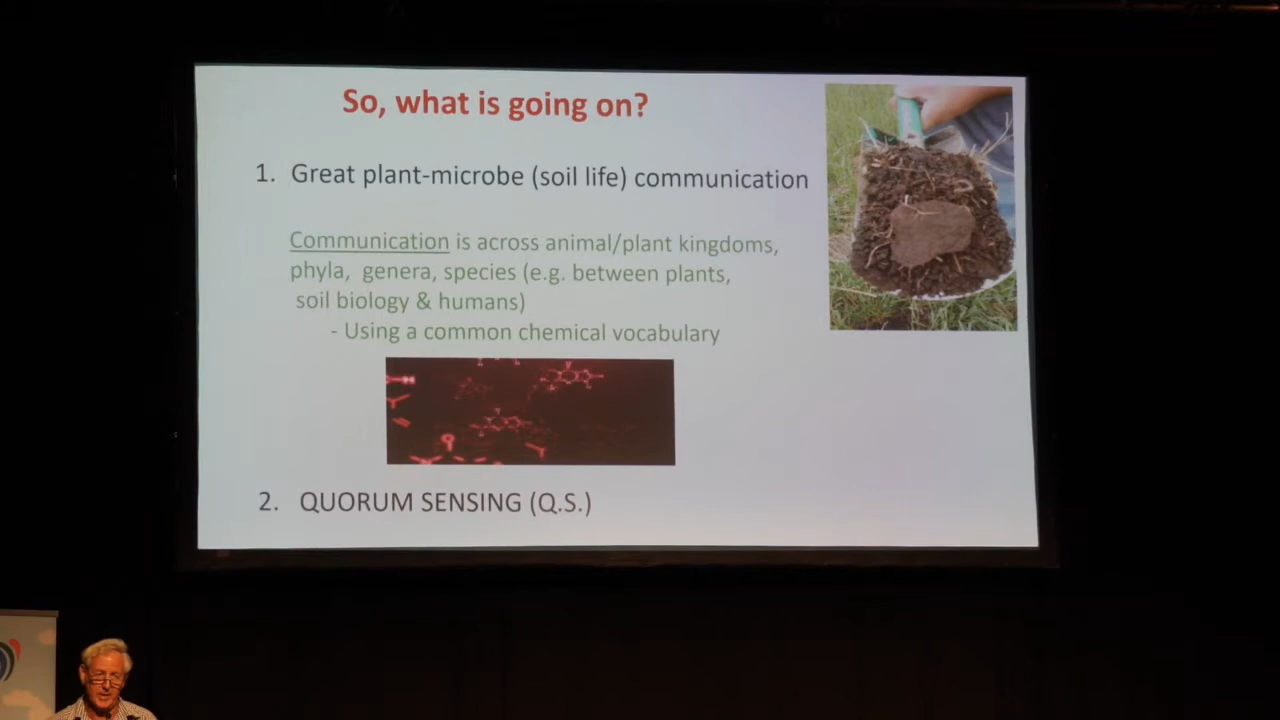 So, what is going on?
1. Great plant-microbe (soil life) communication
Communication is across animal/plant kingdoms,
phyla, genera, species (e.g. between plants,
soil biology & humans)
- Using a common chemical vocabulary
2. QUORUM SENSING (Q.S.)